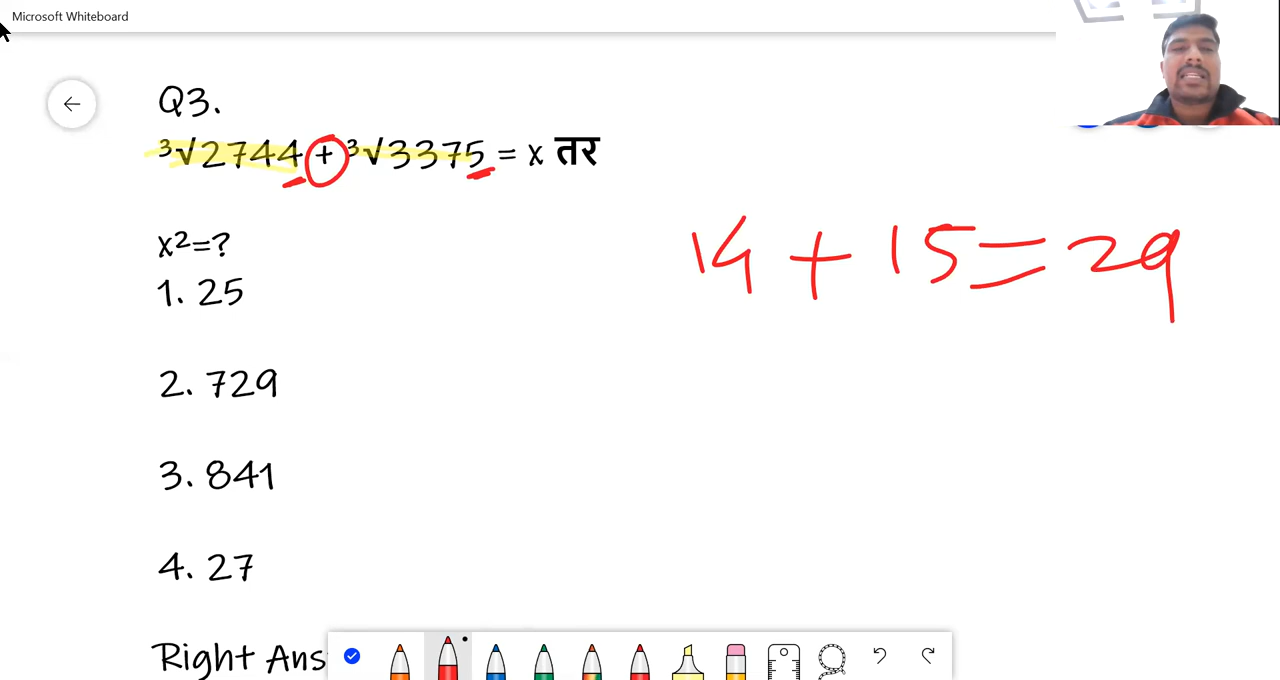 Microsoft Whiteboard
Q3.
³√2744 + ³√3375 = x तर
14 + 15 = 29
x²=?
1. 25
2. 729
3. 841
4. 27
Right Ans